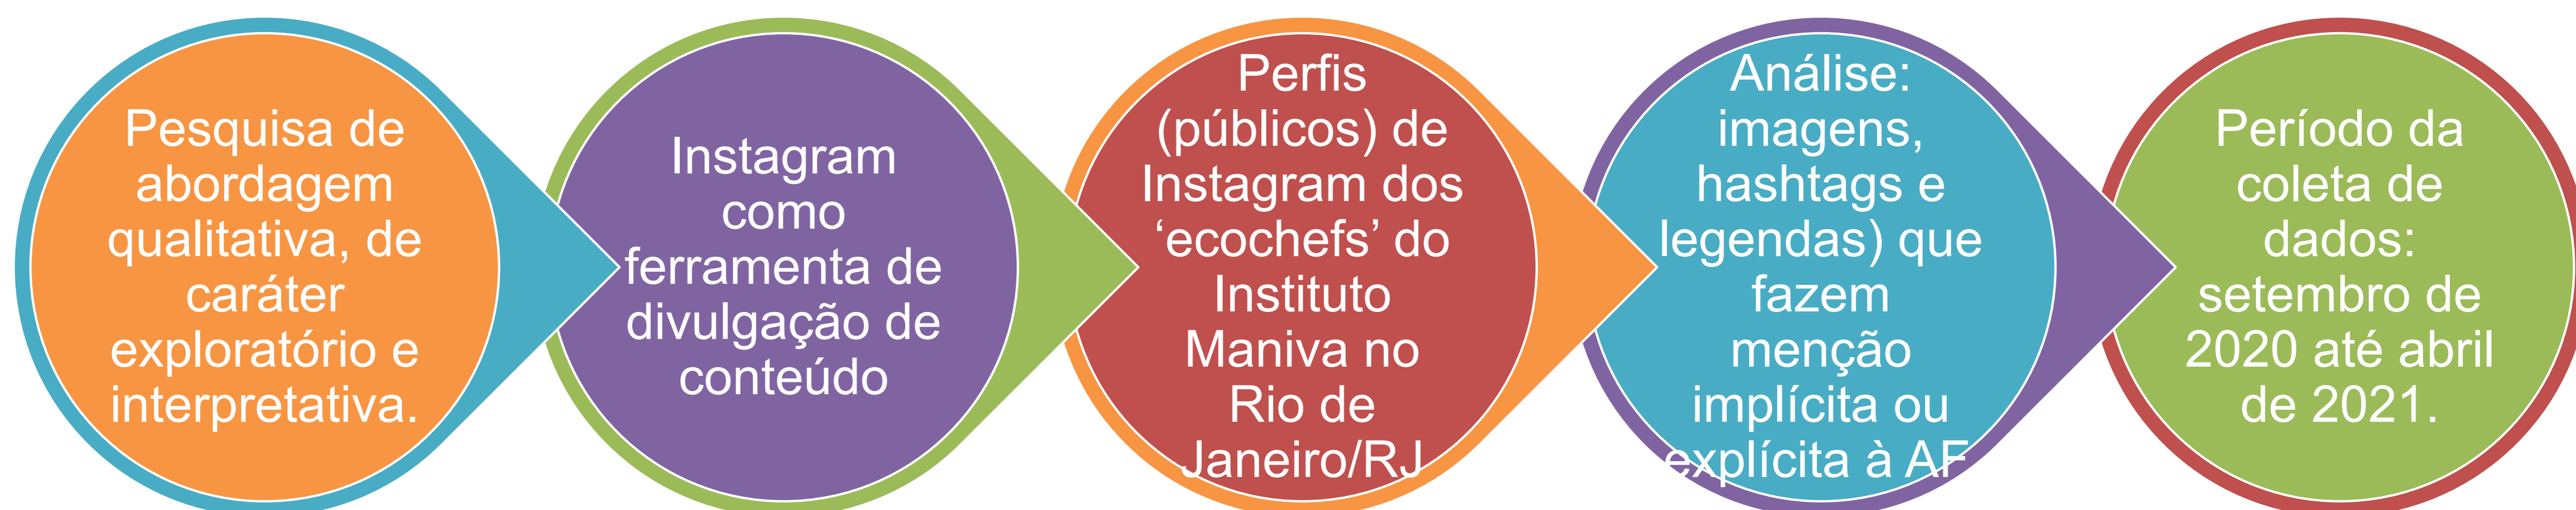 Pesquisa de
abordagem
qualitativa, de
caráter
exploratório e
interpretativa.
Instagram
como
ferramenta de
divulgação de
conteúdo
Perfis
(públicos) de
Instagram dos
‘ecochefs’ do
Instituto
Maniva no
Rio de
Janeiro/RJ
Análise:
imagens,
hashtags e
legendas) que
fazem
menção
implícita ou
explícita à AF
Período da
coleta de
dados:
setembro de
2020 até abril
de 2021.